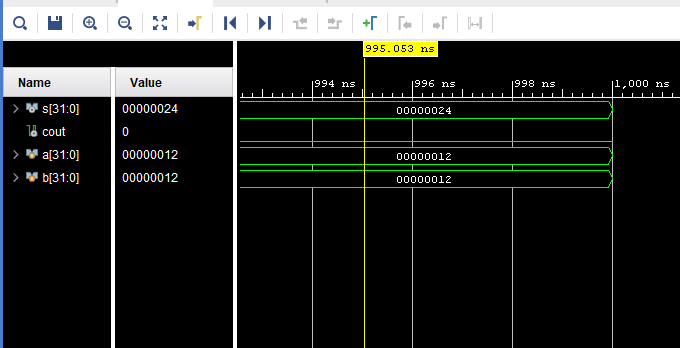 995.053 ns
Name Value 994 ns 996 ns 998 ns 1,000 ns
s[31:0] 00000024 00000024
cout 0
a[31:0] 00000012 00000012
b[31:0] 00000012 00000012